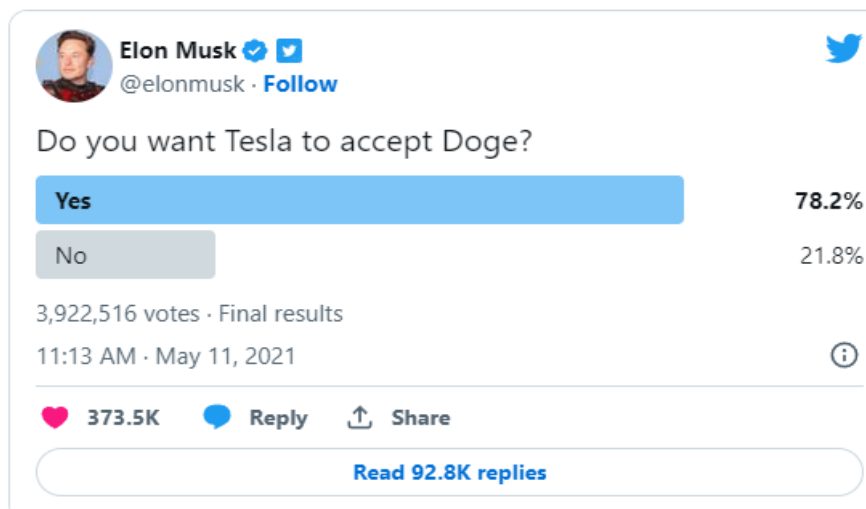 Elon Musk
@elonmusk · Follow
Do you want Tesla to accept Doge?
Yes 78.2%
No 21.8%
3,922,516 votes · Final results
11:13 AM · May 11, 2021
373.5K Reply Share
Read 92.8K replies